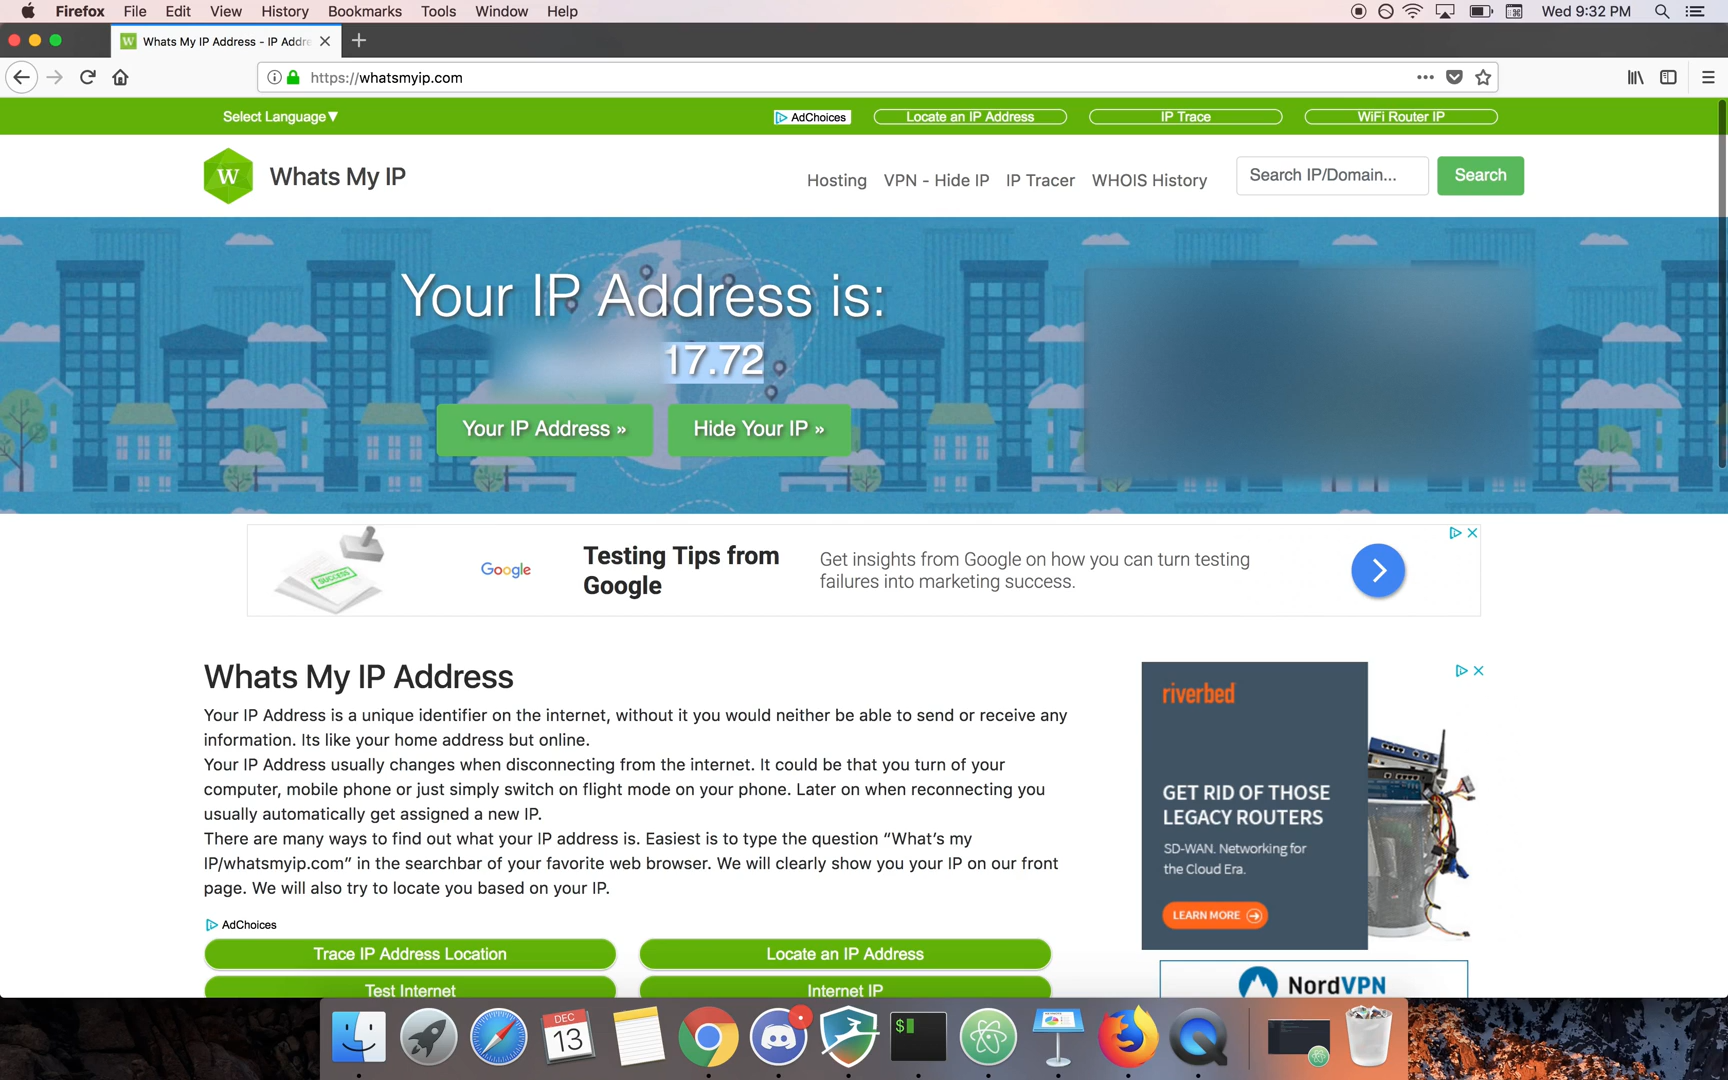 Firefox File Edit View History Bookmarks Tools Window Help
Wed 9:32 PM
Whats My IP Address - IP Addre
https://whatsmyip.com
Select Language▼
AdChoices
Locate an IP Address
IP Trace
WiFi Router IP
W
Whats My IP
Hosting
VPN - Hide IP
IP Tracer
WHOIS History
Search IP/Domain...
Search
Your IP Address is:
17.72
Your IP Address »
Hide Your IP »
SUCCESS
Google
Testing Tips from
Google
Get insights from Google on how you can turn testing
failures into marketing success.
Whats My IP Address
Your IP Address is a unique identifier on the internet, without it you would neither be able to send or receive any
information. Its like your home address but online.
Your IP Address usually changes when disconnecting from the internet. It could be that you turn of your
computer, mobile phone or just simply switch on flight mode on your phone. Later on when reconnecting you
usually automatically get assigned a new IP.
There are many ways to find out what your IP address is. Easiest is to type the question “What’s my
IP/whatsmyip.com” in the searchbar of your favorite web browser. We will clearly show you your IP on our front
page. We will also try to locate you based on your IP.
AdChoices
Trace IP Address Location
Locate an IP Address
Test Internet
Internet IP
riverbed
GET RID OF THOSE
LEGACY ROUTERS
SD-WAN. Networking for
the Cloud Era.
LEARN MORE
NordVPN
DEC
13
$